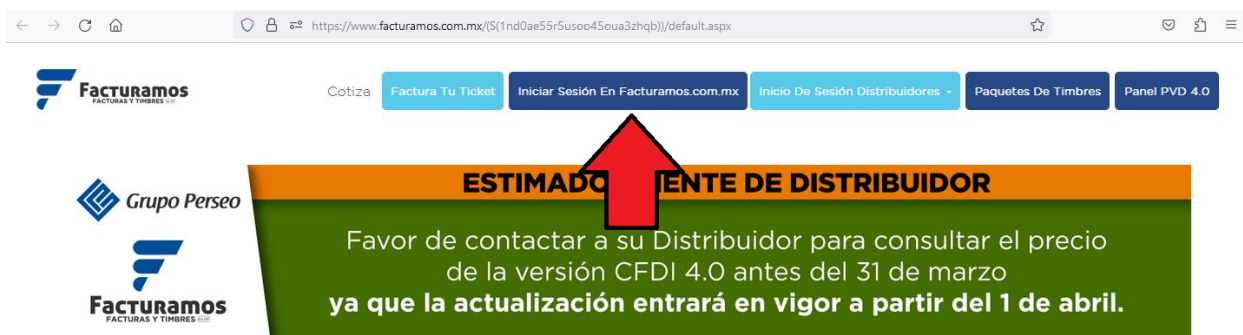 https://www.facturamos.com.mx/(S(1nd0ae55r5usoo45oua3zhqb))/default.aspx
Facturamos
FACTURAS Y TIMBRES
Cotiza
Factura Tu Ticket
Iniciar Sesión En Facturamos.com.mx
Inicio De Sesión Distribuidores
Paquetes De Timbres
Panel PVD 4.0
ESTIMADO
DE DISTRIBUIDOR
Grupo Perseo
Favor de contactar a su Distribuidor para consultar el precio
de la versión CFDI 4.0 antes del 31 de marzo
ya que la actualización entrará en vigor a partir del 1 de abril.
Facturamos
FACTURAS Y TIMBRES